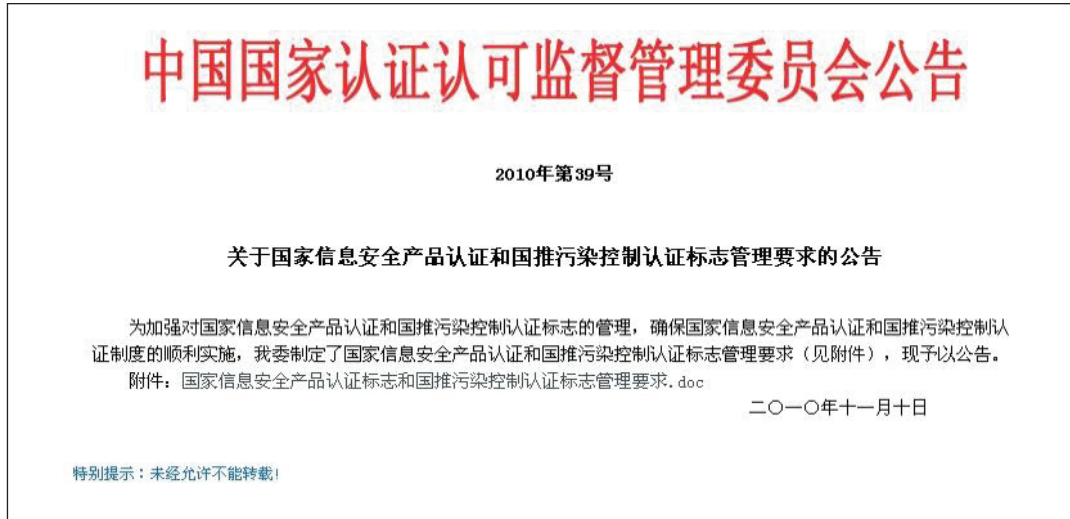 中国国家认证认可监督管理委员会公告
2010年第39号
关于国家信息安全产品认证和国推污染控制认证标志管理要求的公告
为加强对国家信息安全产品认证和国推污染控制认证标志的管理，确保国家信息安全产品认证和国推污染控制认
证制度的顺利实施，我委制定了国家信息安全产品认证和国推污染控制认证标志管理要求（见附件），现予以公告。
附件：国家信息安全产品认证标志和国推污染控制认证标志管理要求.doc
二〇一〇年十一月十日
特别提示：未经允许不能转载！